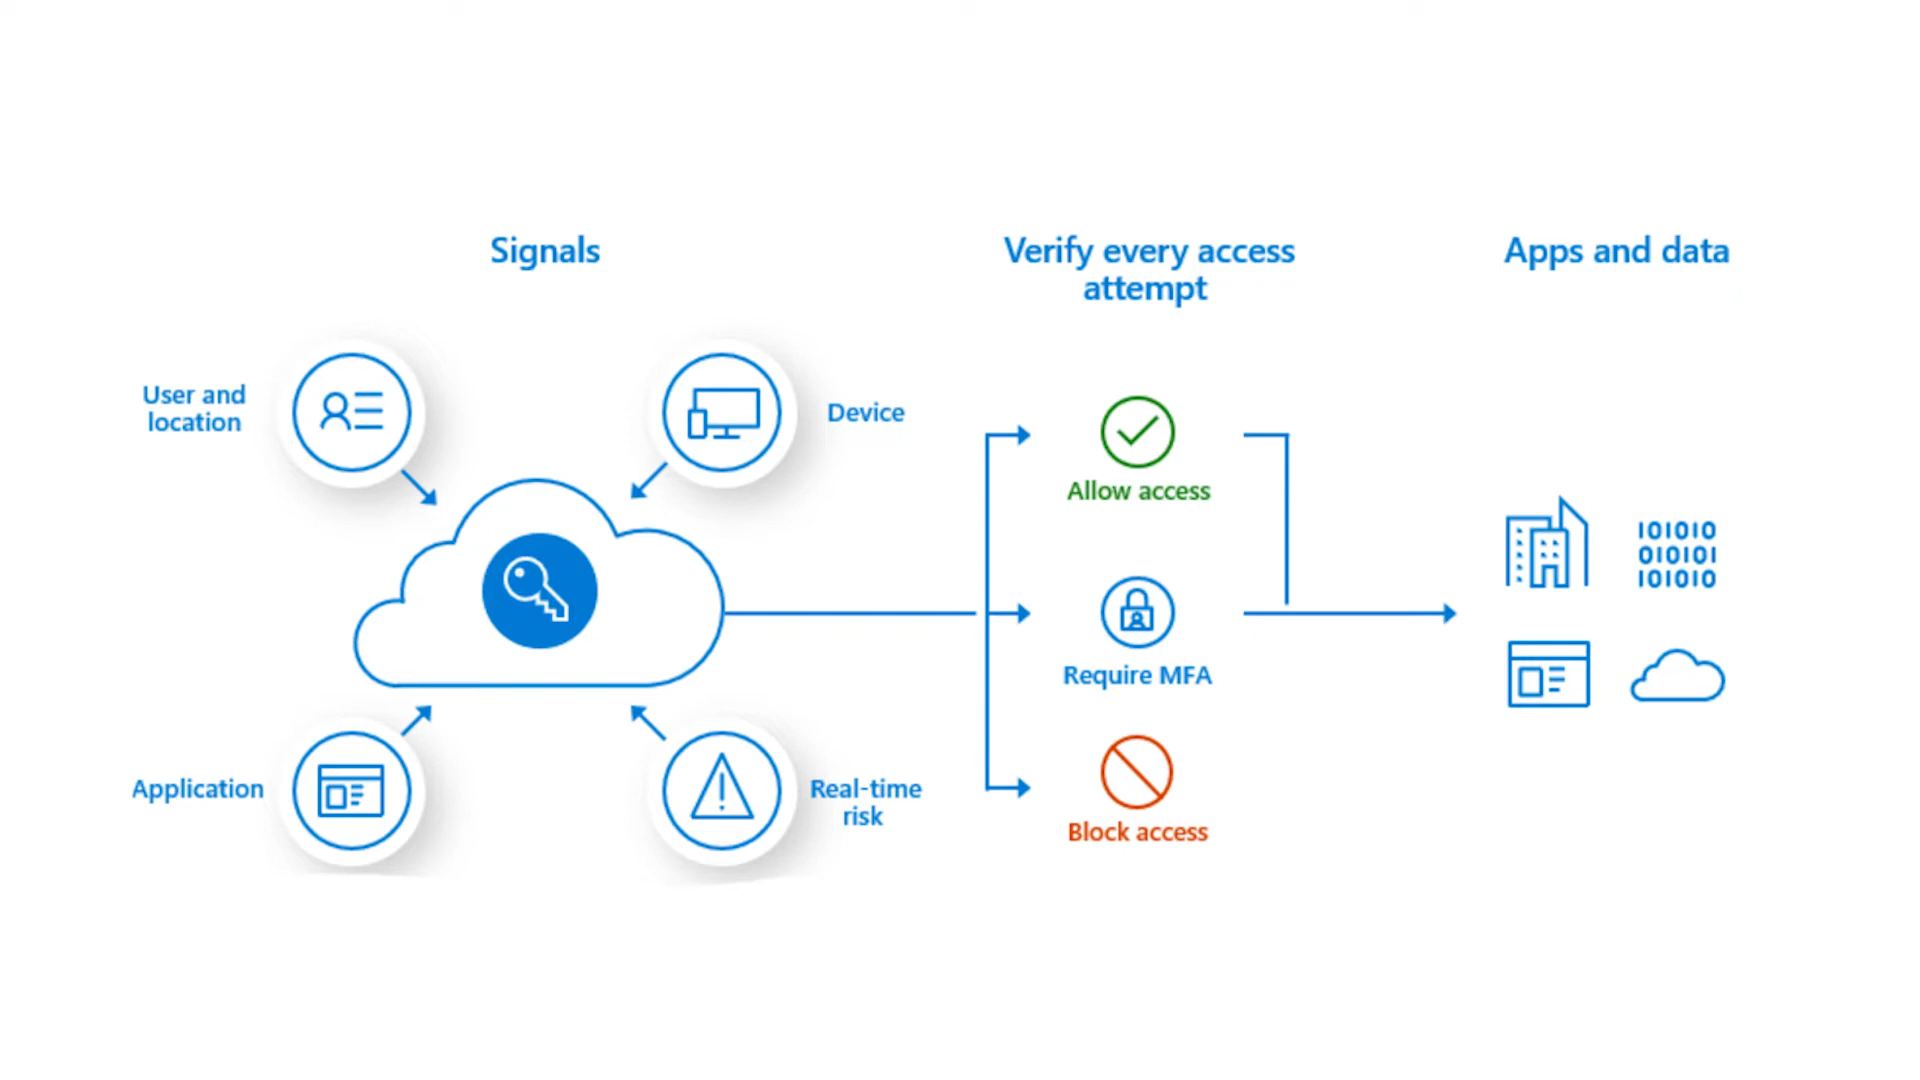 Signals
Verify every access
attempt
Apps and data
User and
location
Device
Allow access
101010
010101
101010
Require MFA
Application
Real-time
risk
Block access